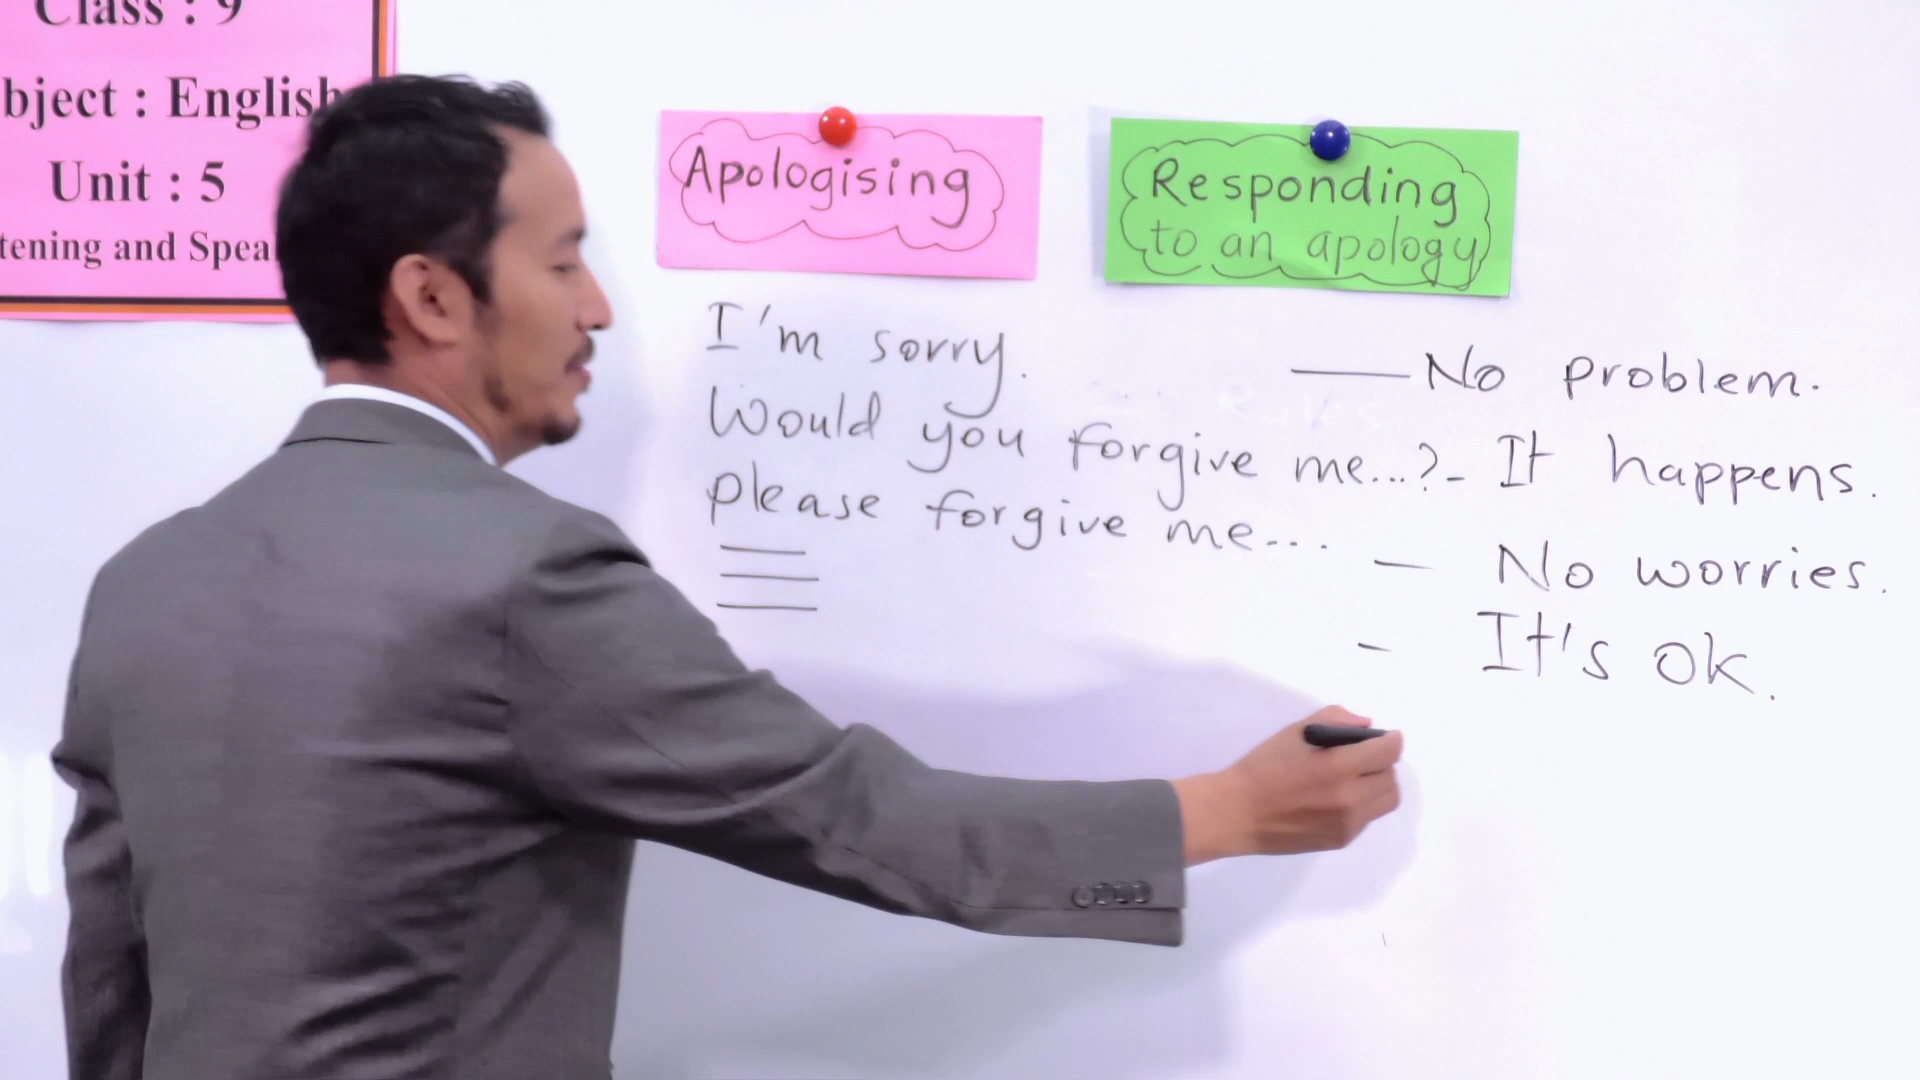 Class : 9
bject : English
Unit : 5
tening and Spea
Apologising
Responding
to an apology
I'm sorry.
— No problem.
Would you forgive me...?
- It happens.
please forgive me...
- No worries.
- It's ok.